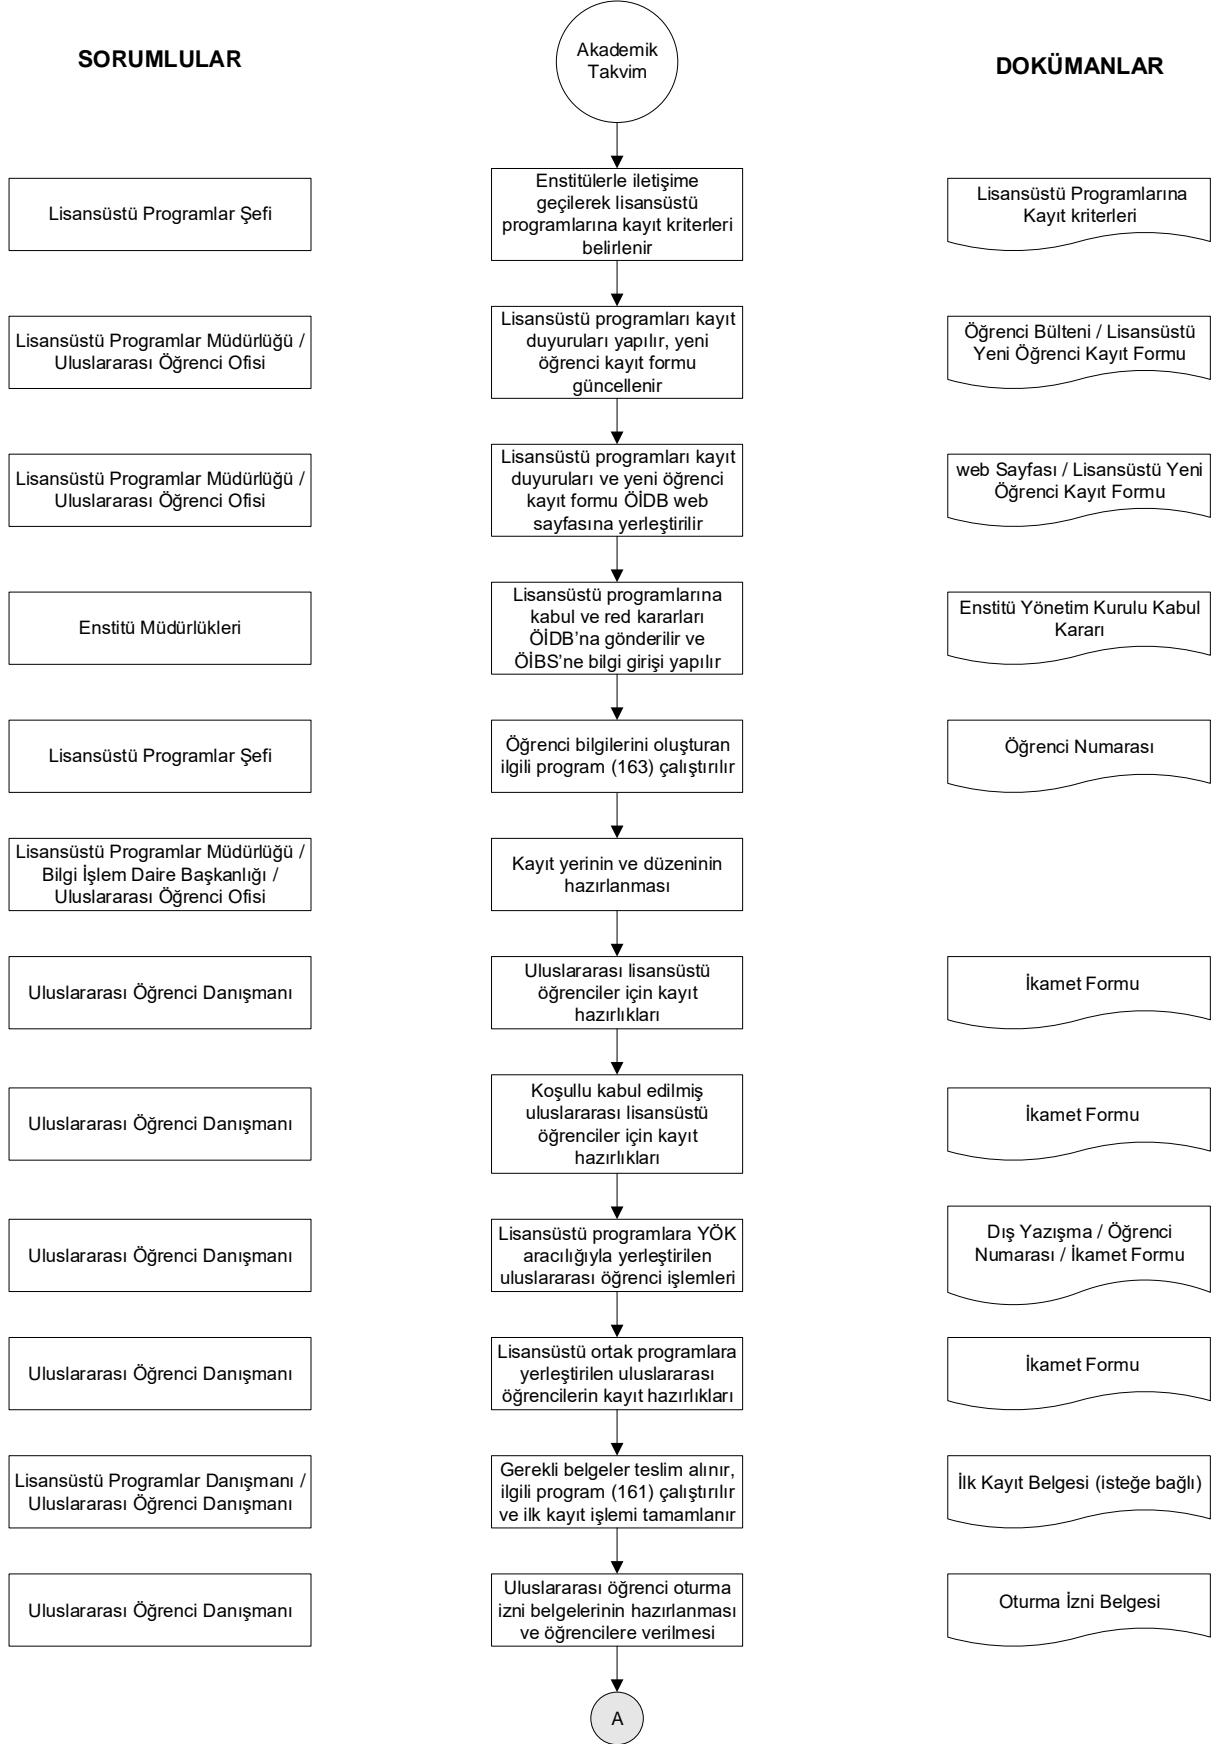 SORUMLULAR
Akademik
Takvim
DOKÜMANLAR
Lisansüstü Programlar Şefi
Enstitülerle iletişime
geçilerek lisansüstü
programlarına kayıt kriterleri
belirlenir
Lisansüstü Programlarına
Kayıt kriterleri
Lisansüstü Programlar Müdürlüğü /
Uluslararası Öğrenci Ofisi
Lisansüstü programları kayıt
duyuruları yapılır, yeni
öğrenci kayıt formu
güncellenir
Öğrenci Bülteni / Lisansüstü
Yeni Öğrenci Kayıt Formu
Lisansüstü Programlar Müdürlüğü /
Uluslararası Öğrenci Ofisi
Lisansüstü programları kayıt
duyuruları ve yeni öğrenci
kayıt formu ÖİDB web
sayfasına yerleştirilir
web Sayfası / Lisansüstü Yeni
Öğrenci Kayıt Formu
Enstitü Müdürlükleri
Lisansüstü programlarına
kabul ve red kararları
ÖİDB’na gönderilir ve
ÖİBS’ne bilgi girişi yapılır
Enstitü Yönetim Kurulu Kabul
Kararı
Lisansüstü Programlar Şefi
Öğrenci bilgilerini oluşturan
ilgili program (163) çalıştırılır
Öğrenci Numarası
Lisansüstü Programlar Müdürlüğü /
Bilgi İşlem Daire Başkanlığı /
Uluslararası Öğrenci Ofisi
Kayıt yerinin ve düzeninin
hazırlanması
Uluslararası Öğrenci Danışmanı
Uluslararası lisansüstü
öğrenciler için kayıt
hazırlıkları
İkamet Formu
Uluslararası Öğrenci Danışmanı
Koşullu kabul edilmiş
uluslararası lisansüstü
öğrenciler için kayıt
hazırlıkları
İkamet Formu
Uluslararası Öğrenci Danışmanı
Lisansüstü programlara YÖK
aracılığıyla yerleştirilen
uluslararası öğrenci işlemleri
Dış Yazışma / Öğrenci
Numarası / İkamet Formu
Uluslararası Öğrenci Danışmanı
Lisansüstü ortak programlara
yerleştirilen uluslararası
öğrencilerin kayıt hazırlıkları
İkamet Formu
Lisansüstü Programlar Danışmanı /
Uluslararası Öğrenci Danışmanı
Gerekli belgeler teslim alınır,
ilgili program (161) çalıştırılır
ve ilk kayıt işlemi tamamlanır
İlk Kayıt Belgesi (isteğe bağlı)
Uluslararası Öğrenci Danışmanı
Uluslararası öğrenci oturma
izni belgelerinin hazırlanması
ve öğrencilere verilmesi
Oturma İzni Belgesi
A